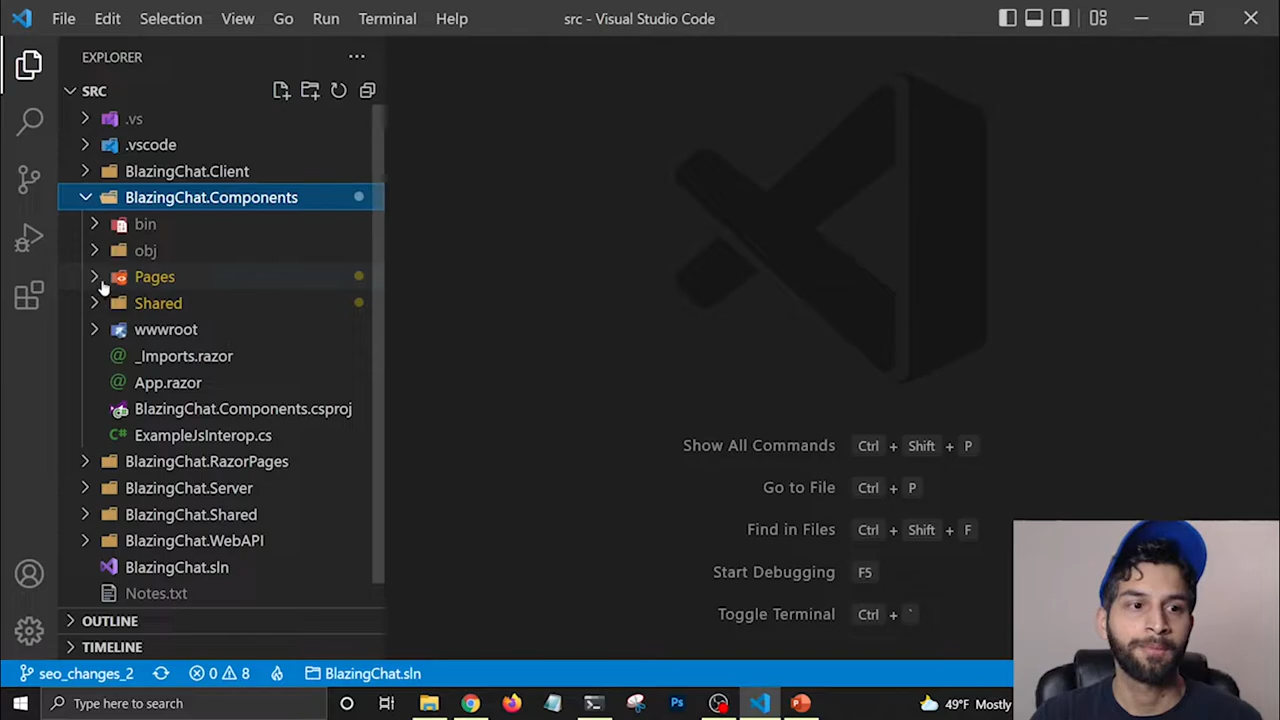 File Edit Selection View Go Run Terminal Help src - Visual Studio Code
EXPLORER
SRC
.vs
.vscode
BlazingChat.Client
BlazingChat.Components
bin
obj
Pages
Shared
wwwroot
_Imports.razor
App.razor
BlazingChat.Components.csproj
ExampleJsInterop.cs
BlazingChat.RazorPages
BlazingChat.Server
BlazingChat.Shared
BlazingChat.WebAPI
BlazingChat.sln
Notes.txt
OUTLINE
TIMELINE
Show All Commands Ctrl + Shift + P
Go to File Ctrl + P
Find in Files Ctrl + Shift + F
Start Debugging F5
Toggle Terminal Ctrl + `
seo_changes_2 0 8 BlazingChat.sln
Type here to search Ps 49°F Mostly